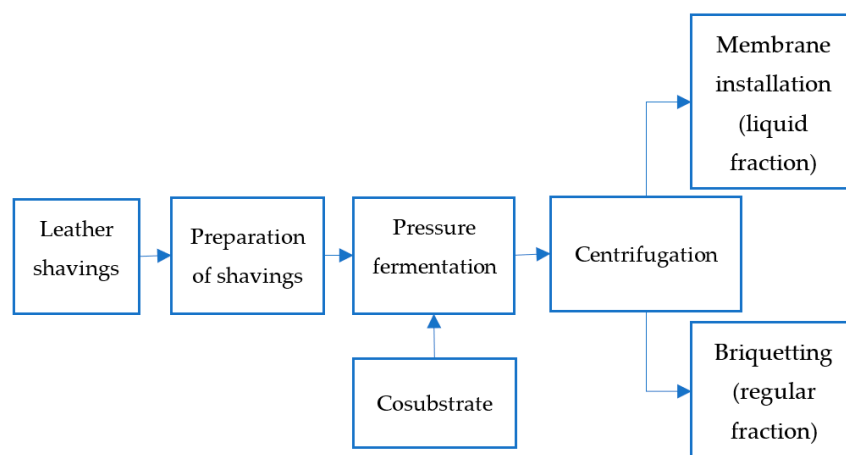 Leather
shavings
Preparation
of shavings
Pressure
fermentation
Cosubstrate
Centrifugation
Membrane
installation
(liquid
fraction)
Briquetting
(regular
fraction)